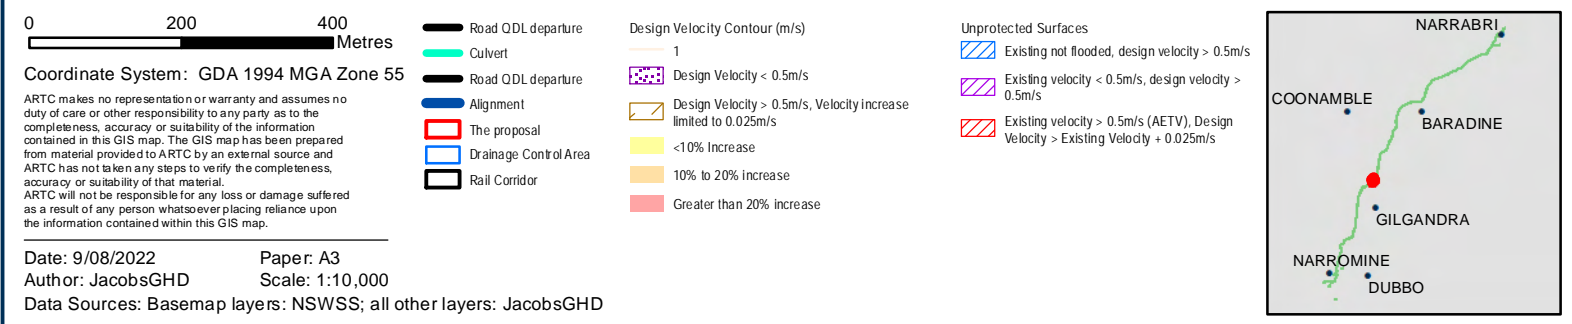 0 200 400
Metres
Coordinate System: GDA 1994 MGA Zone 55
ARTC makes no representation or warranty and assumes no
duty of care or other responsibility to any party as to the
completeness, accuracy or suitability of the information
contained in this GIS map. The GIS map has been prepared
from material provided to ARTC by an external source and
ARTC has not taken any steps to verify the completeness,
accuracy or suitability of that material.
ARTC will not be responsible for any loss or damage suffered
as a result of any person whatsoever placing reliance upon
the information contained within this GIS map.
Date: 9/08/2022 Paper: A3
Author: JacobsGHD Scale: 1:10,000
Data Sources: Basemap layers: NSWSS; all other layers: JacobsGHD
Road QDL departure
Culvert
Road QDL departure
Alignment
The proposal
Drainage Control Area
Rail Corridor
Design Velocity Contour (m/s)
1
Design Velocity < 0.5m/s
Design Velocity > 0.5m/s, Velocity increase
limited to 0.025m/s
<10% Increase
10% to 20% increase
Greater than 20% increase
Unprotected Surfaces
Existing not flooded, design velocity > 0.5m/s
Existing velocity < 0.5m/s, design velocity >
0.5m/s
Existing velocity > 0.5m/s (AETV), Design
Velocity > Existing Velocity + 0.025m/s
NARRABRI
COONAMBLE
BARADINE
GILGANDRA
NARROMINE
DUBBO